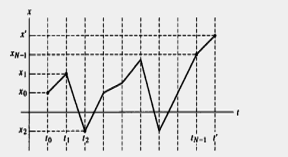 x
x'
x_{N-1}
x_1
x_0
t
x_2
t_0 t_1 t_2 t_{N-1} t'